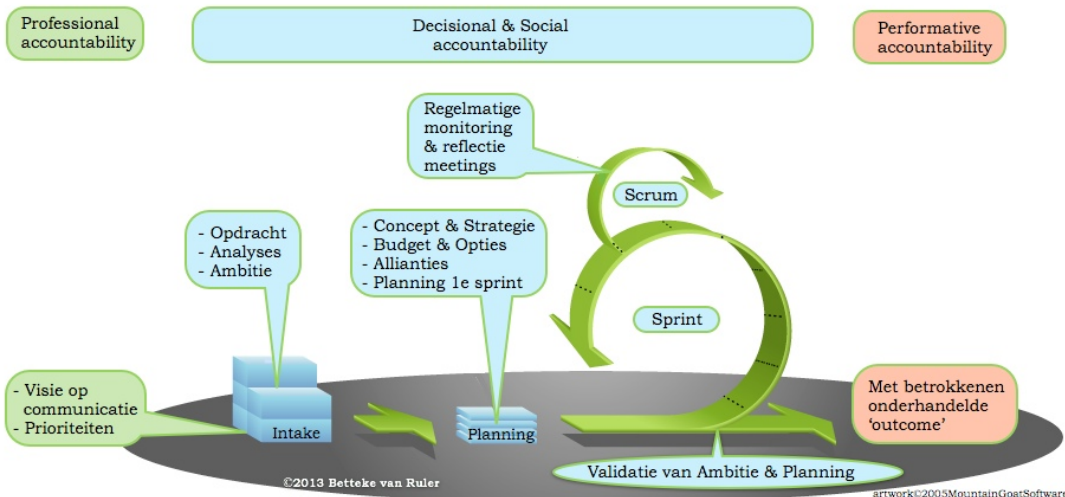 Professional
accountability
Decisional & Social
accountability
Performative
accountability
Regelmatige
monitoring
& reflectie
meetings
Scrum
- Opdracht
- Analyses
- Ambitie
- Concept & Strategie
- Budget & Opties
- Allianties
- Planning 1e sprint
Sprint
- Visie op
communicatie
- Prioriteiten
Intake
Planning
Met betrokkenen
onderhandelde
‘outcome’
Validatie van Ambitie & Planning
©2013 Betteke van Ruler
artwork©2005MountainGoatSoftware